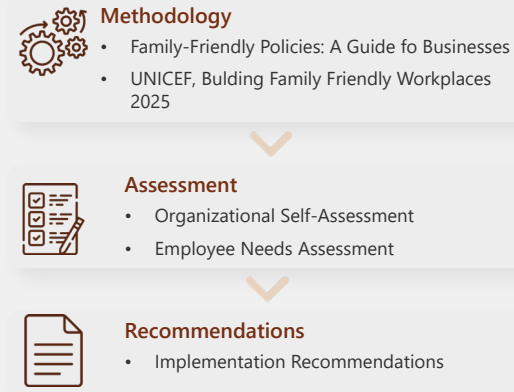 Methodology
• Family-Friendly Policies: A Guide fo Businesses
• UNICEF, Bulding Family Friendly Workplaces
2025
Assessment
• Organizational Self-Assessment
• Employee Needs Assessment
Recommendations
• Implementation Recommendations